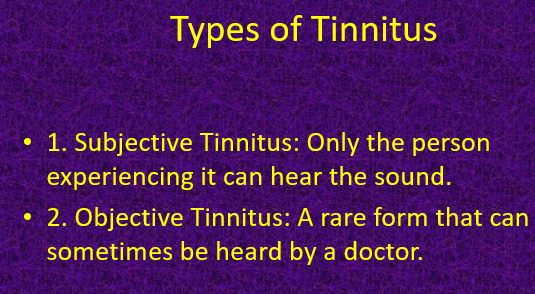 Types of Tinnitus
• 1. Subjective Tinnitus: Only the person
experiencing it can hear the sound.
• 2. Objective Tinnitus: A rare form that can
sometimes be heard by a doctor.